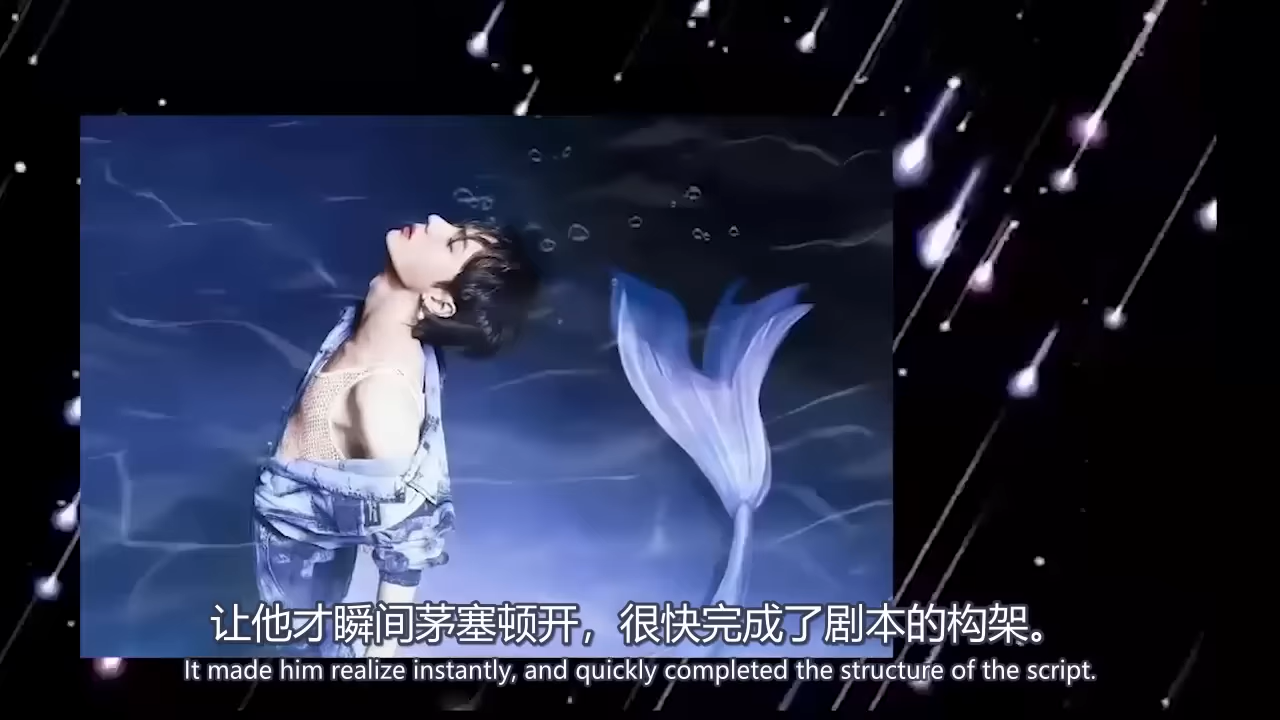 让他才瞬间茅塞顿开，很快完成了剧本的构架。
It made him realize instantly, and quickly completed the structure of the script.